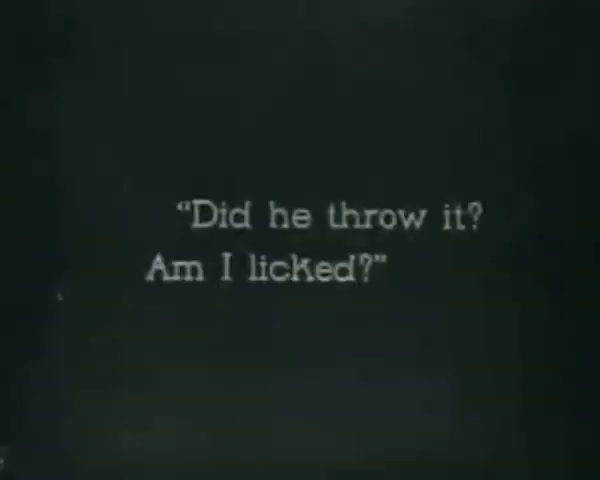 “Did he throw it?
Am I licked?”